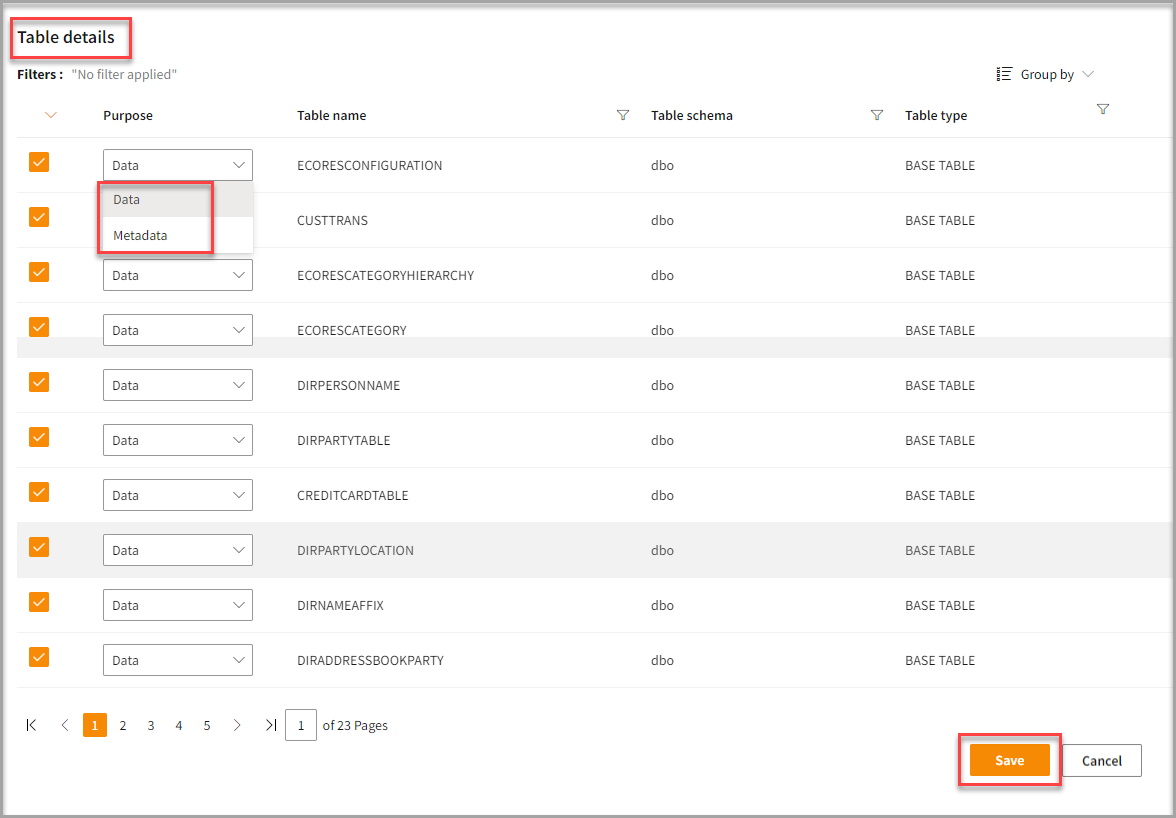 Table details
Filters : "No filter applied"
Group by
Purpose Table name Table schema Table type
Data ECORESCONFIGURATION dbo BASE TABLE
Data
CUSTTRANS dbo BASE TABLE
Metadata
Data ECORESCATEGORYHIERARCHY dbo BASE TABLE
Data ECORESCATEGORY dbo BASE TABLE
Data DIRPERSONNAME dbo BASE TABLE
Data DIRPARTYTABLE dbo BASE TABLE
Data CREDITCARDTABLE dbo BASE TABLE
Data DIRPARTYLOCATION dbo BASE TABLE
Data DIRNAMEAFFIX dbo BASE TABLE
Data DIRADDRESSBOOKPARTY dbo BASE TABLE
1 2 3 4 5 1 of 23 Pages
Save Cancel